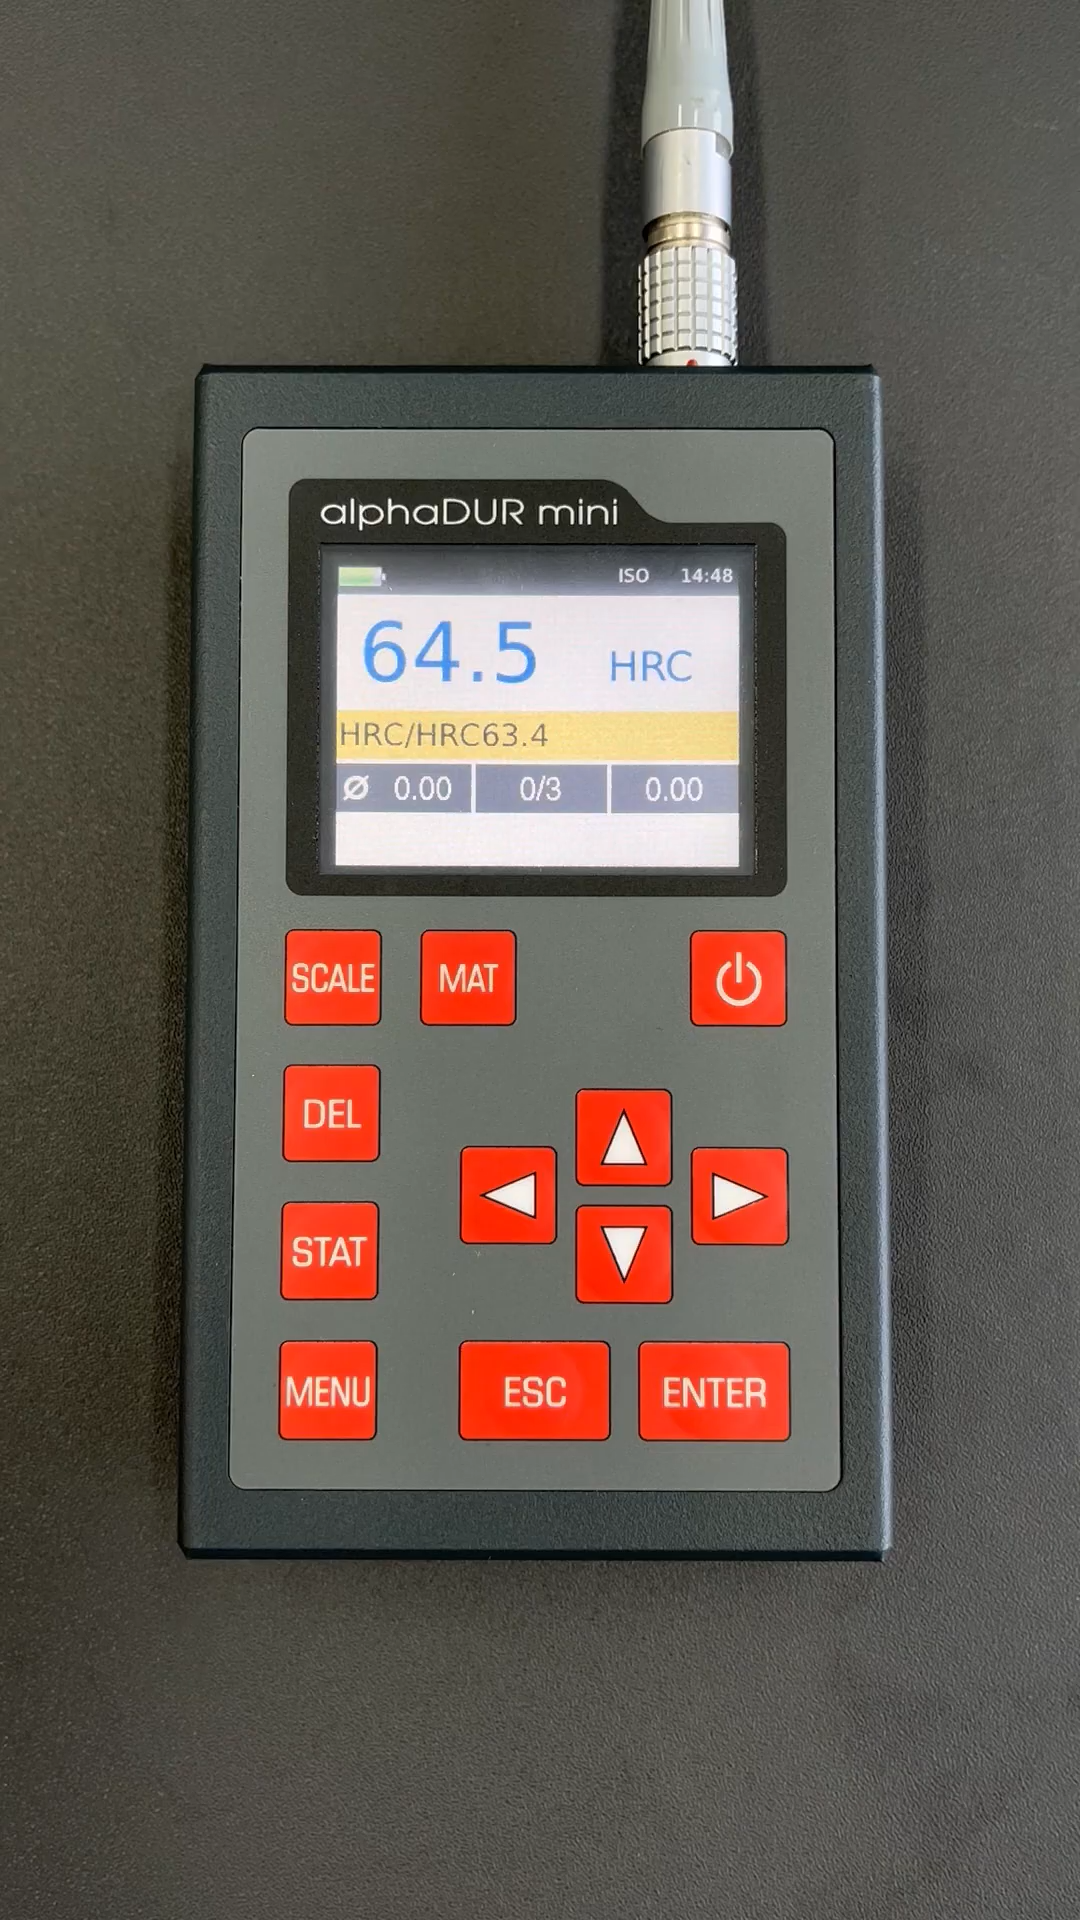 alphaDUR mini
ISO 14:48
64.5 HRC
HRC/HRC63.4
Ø 0.00 0/3 0.00
SCALE MAT
DEL
STAT
MENU ESC ENTER